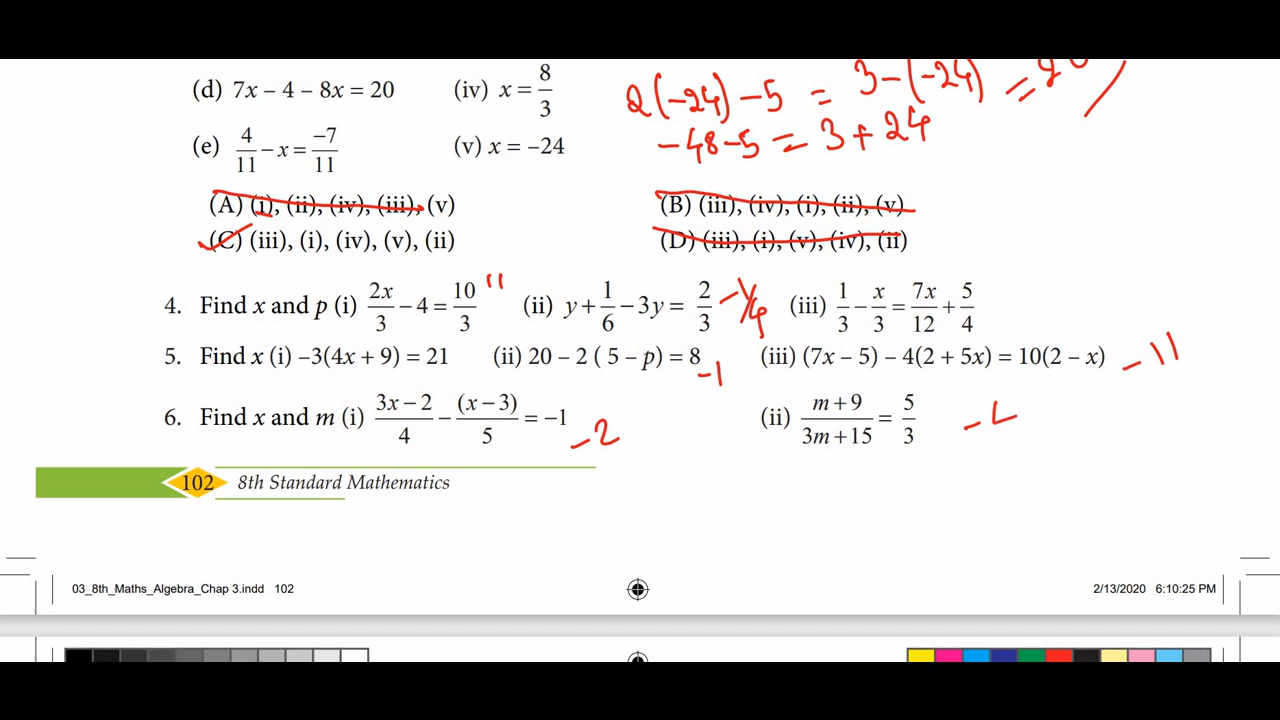 (d) 7x – 4 – 8x = 20 (iv) x = 8/3
2(-24) - 5 = 3 - (-24) =
-48-5 = 3 + 24
(e) 4/11 – x = –7/11 (v) x = –24
(A) (i), (ii), (iv), (iii), (v) (B) (iii), (iv), (i), (ii), (v)
(C) (iii), (i), (iv), (v), (ii) (D) (iii), (i), (v), (iv), (ii)
4. Find x and p (i) 2x/3 – 4 = 10/3 11 (ii) y + 1/6 – 3y = 2/3 -1/4 (iii) 1/3 – x/3 = 7x/12 + 5/4
5. Find x (i) –3(4x + 9) = 21 (ii) 20 – 2 ( 5 – p) = 8 -1 (iii) (7x – 5) – 4(2 + 5x) = 10(2 – x) -11
6. Find x and m (i) 3x – 2/4 – (x – 3)/5 = –1 -2 (ii) m + 9/3m + 15 = 5/3 -4
102 8th Standard Mathematics
03_8th_Maths_Algebra_Chap 3.indd 102 2/13/2020 6:10:25 PM